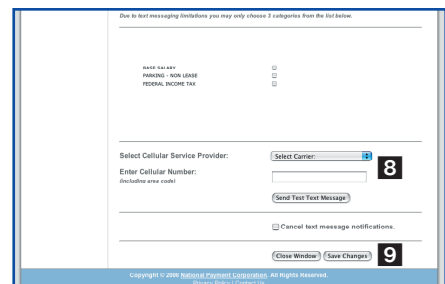 Due to text messaging limitations you may only choose 3 categories from the list below.
BASE SALARY
PARKING - NON LEASE
FEDERAL INCOME TAX
Select Cellular Service Provider:
Select Carrier:
8
Enter Cellular Number:
(including area code)
Send Test Text Message
Cancel text message notifications.
Close Window
Save Changes
9
Copyright © 2006 National Payment Corporation. All Rights Reserved.
Privacy Policy | Contact Us